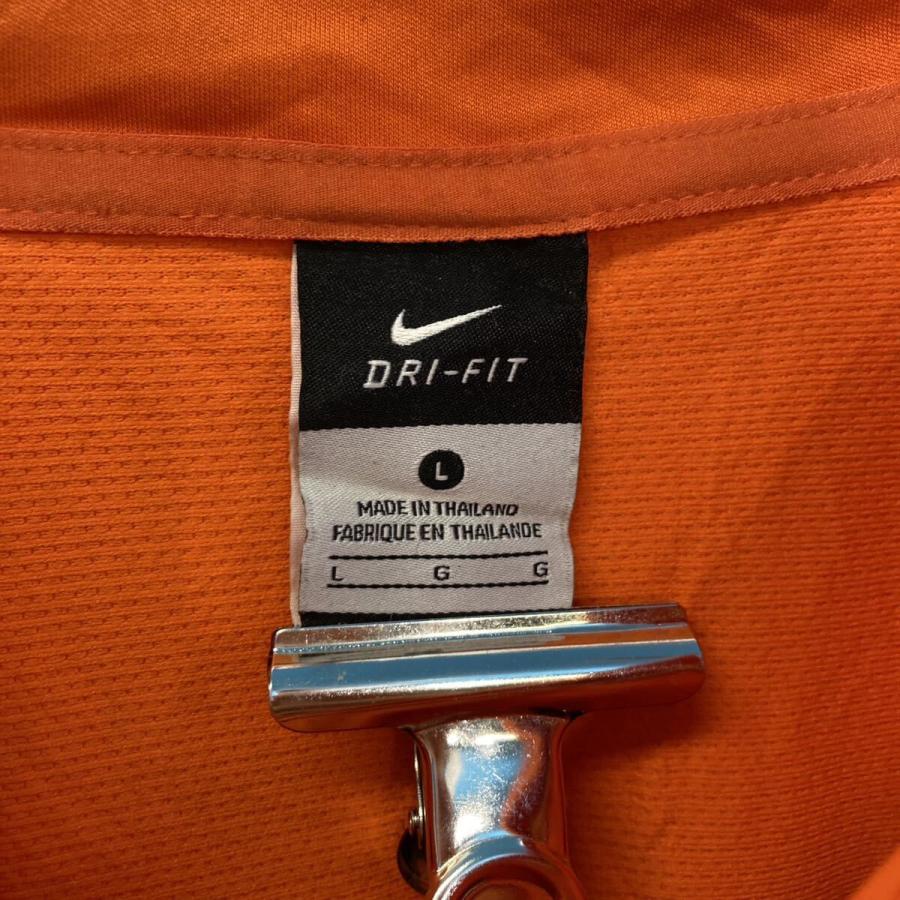 DRI-FIT
L
MADE IN THAILAND
FABRIQUE EN THAILANDE
L G G